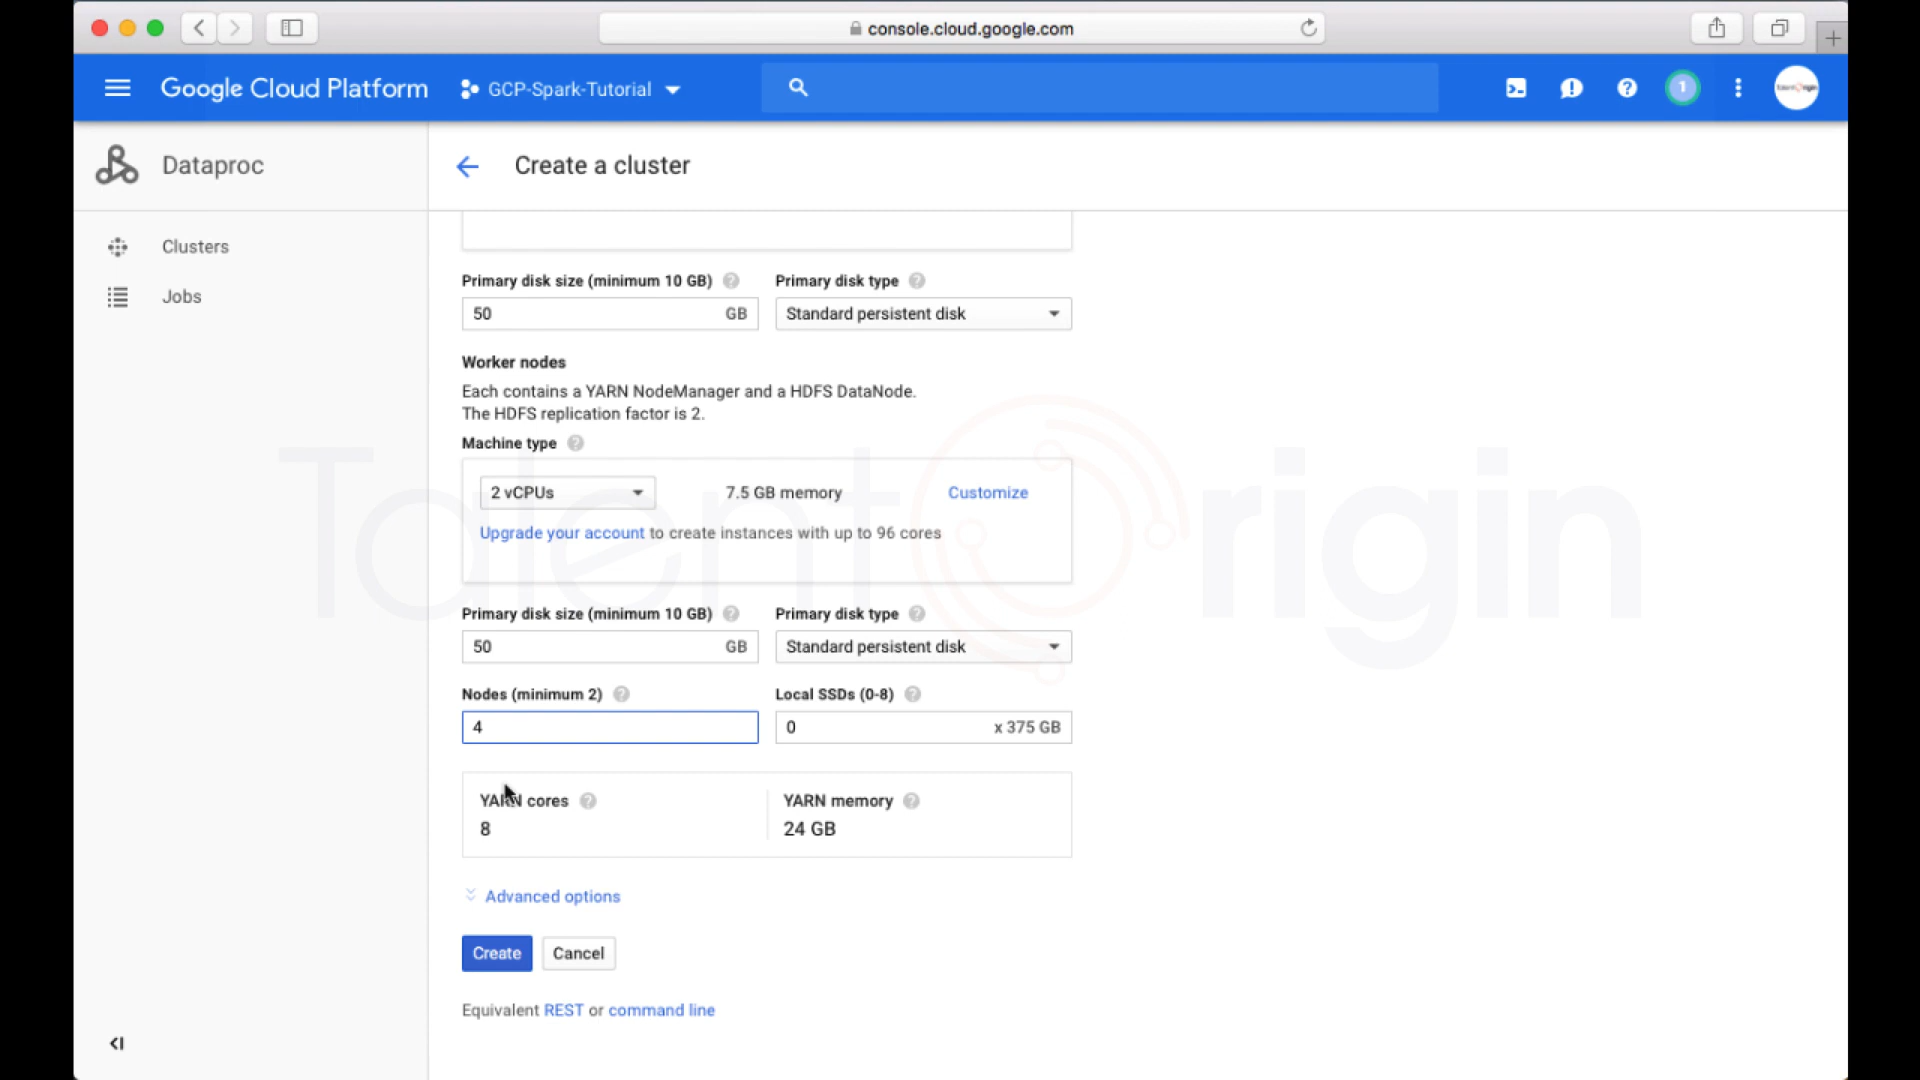 console.cloud.google.com
Google Cloud Platform
GCP-Spark-Tutorial
1
Dataproc
Create a cluster
Clusters
Jobs
Primary disk size (minimum 10 GB)
Primary disk type
50 GB
Standard persistent disk
Worker nodes
Each contains a YARN NodeManager and a HDFS DataNode.
The HDFS replication factor is 2.
Machine type
2 vCPUs
7.5 GB memory
Customize
Upgrade your account to create instances with up to 96 cores
Talent Origin
Primary disk size (minimum 10 GB)
Primary disk type
50 GB
Standard persistent disk
Nodes (minimum 2)
Local SSDs (0-8)
4
0 x 375 GB
YARN cores
YARN memory
8
24 GB
Advanced options
Create
Cancel
Equivalent REST or command line